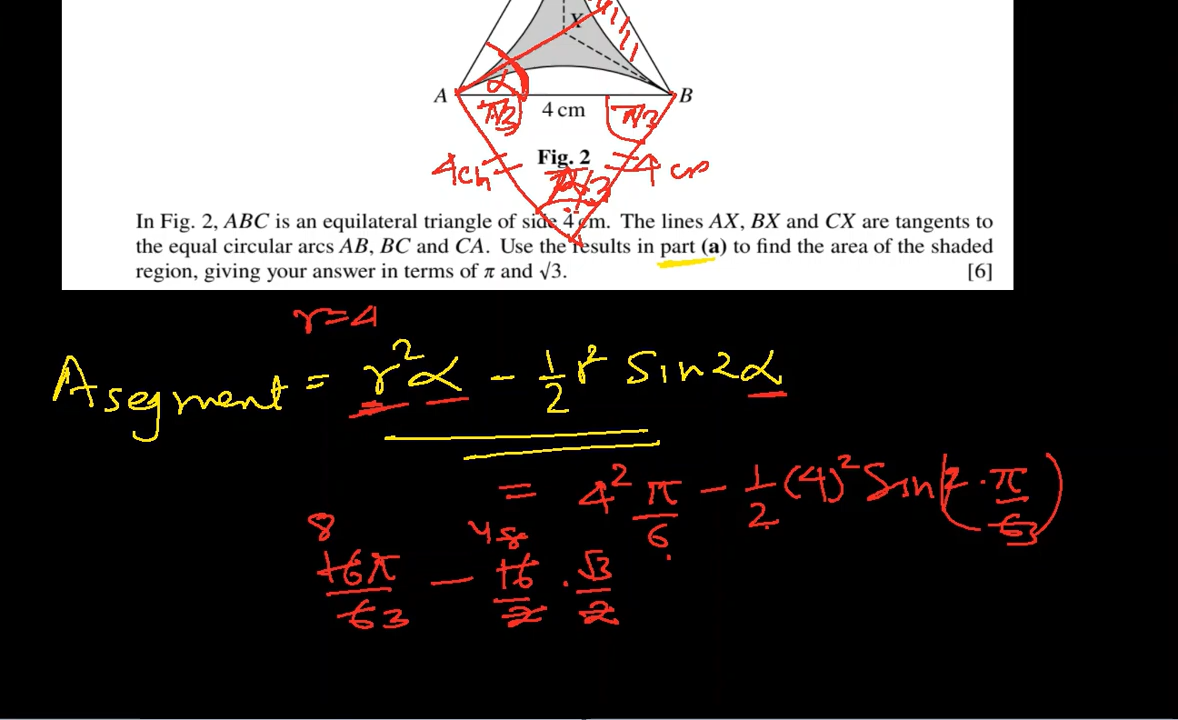 X
α
A
B
π/3
4 cm
π/3
4cm
Fig. 2
4 cm
π/3
In Fig. 2, ABC is an equilateral triangle of side 4 cm. The lines AX, BX and CX are tangents to
the equal circular arcs AB, BC and CA. Use the results in part (a) to find the area of the shaded
region, giving your answer in terms of π and √3. [6]
r=4
A segment = r²α - ½r² Sin2α
= 4² π/6 - ½(4)² Sin(2·π/63)
8 48
16π/63 - 16/2 · √3/2